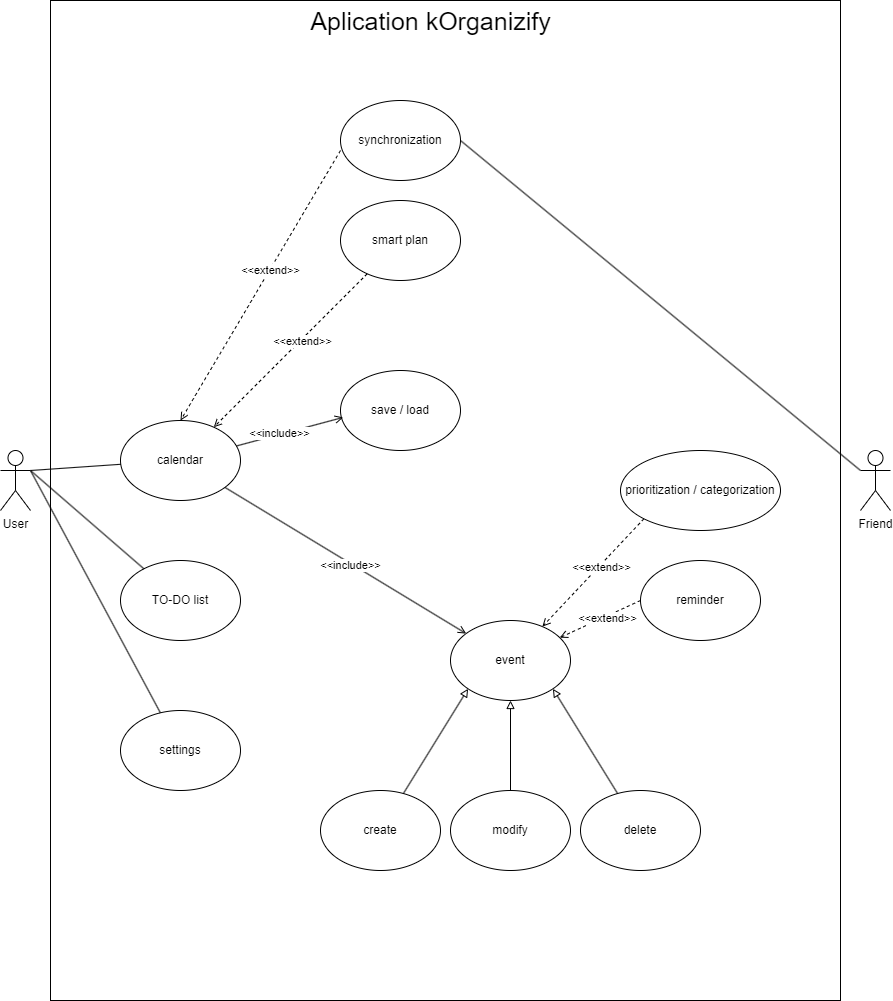 Aplication kOrganizify
synchronization
smart plan
<<extend>>
<<extend>>
save / load
<<include>>
calendar
prioritization / categorization
User
Friend
<<include>>
<<extend>>
TO-DO list
reminder
<<extend>>
event
settings
create
modify
delete